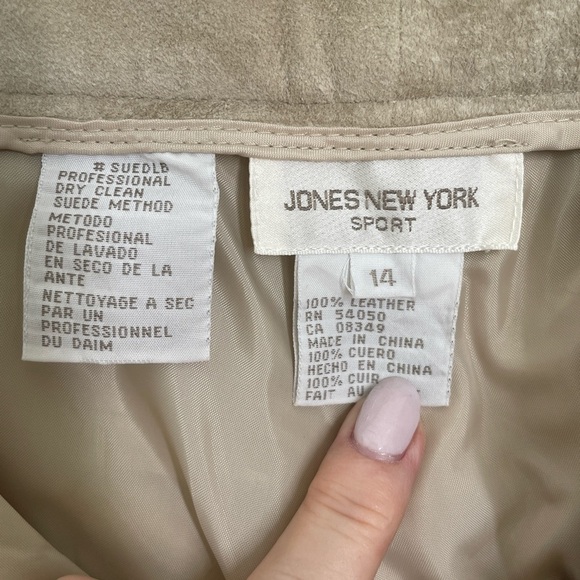 # SUEDLB
PROFESSIONAL
DRY CLEAN
SUEDE METHOD
METODO
PROFESIONAL
DE LAVADO
EN SECO DE LA
ANTE
NETTOYAGE A SEC
PAR UN
PROFESSIONNEL
DU DAIM
JONES NEW YORK
SPORT
14
100% LEATHER
RN 54050
CA 08349
MADE IN CHINA
100% CUERO
HECHO EN CHINA
100% CUIR
FAIT AU